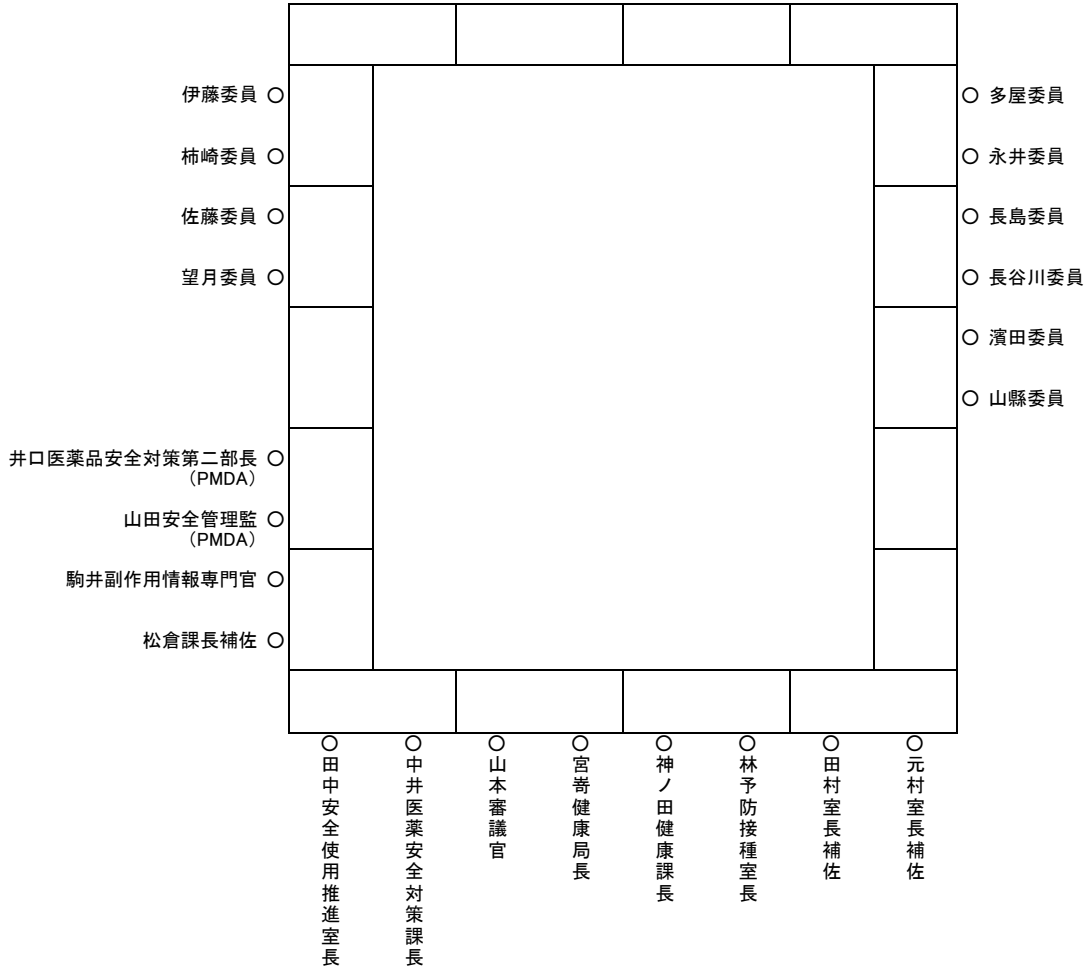 伊藤委員 ○
柿崎委員 ○
佐藤委員 ○
望月委員 ○
井口医薬品安全対策第二部長 ○
（PMDA）
山田安全管理監 ○
（PMDA）
駒井副作用情報専門官 ○
松倉課長補佐 ○
○ 多屋委員
○ 永井委員
○ 長島委員
○ 長谷川委員
○ 濱田委員
○ 山縣委員
○田中安全使用推進室長
○中井医薬安全対策課長
○山本審議官
○宮嵜健康局長
○神ノ田健康課長
○林予防接種室長
○田村室長補佐
○元村室長補佐